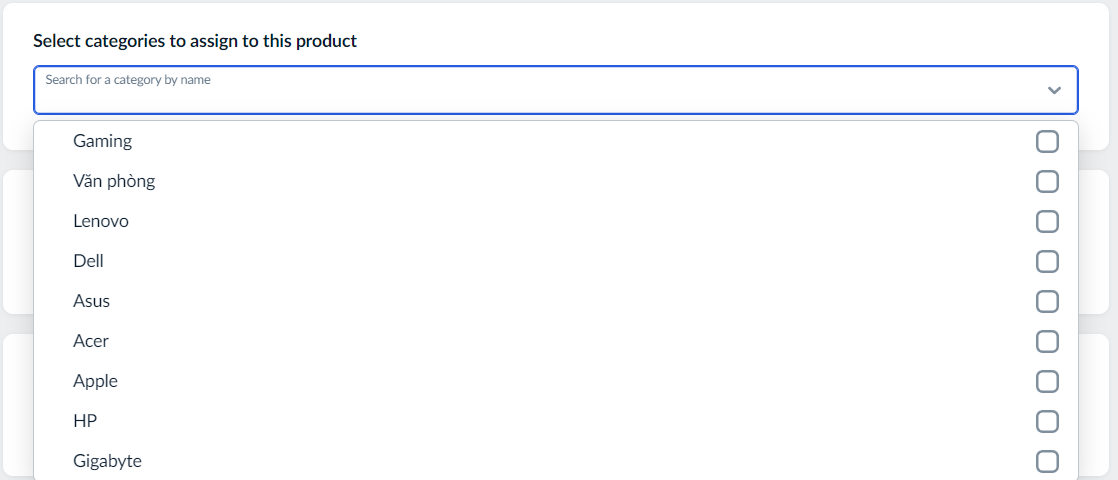 Select categories to assign to this product
Search for a category by name
Gaming
Văn phòng
Lenovo
Dell
Asus
Acer
Apple
HP
Gigabyte